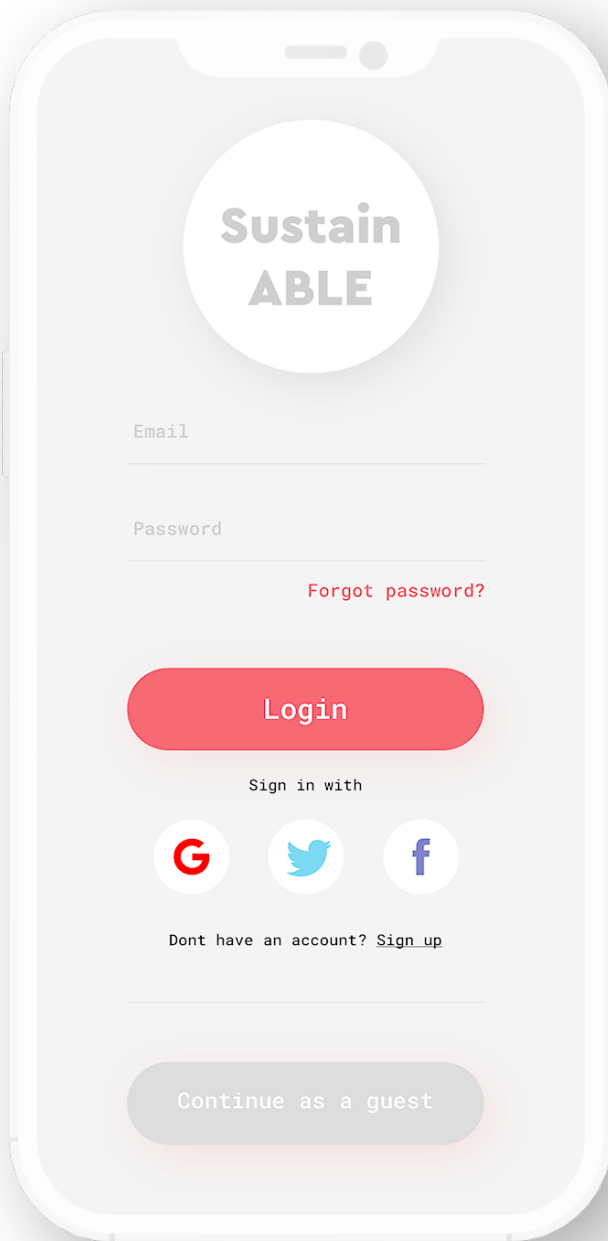 Sustain
ABLE
Email
Password
Forgot password?
Login
Sign in with
G
f
Dont have an account? Sign up
Continue as a guest